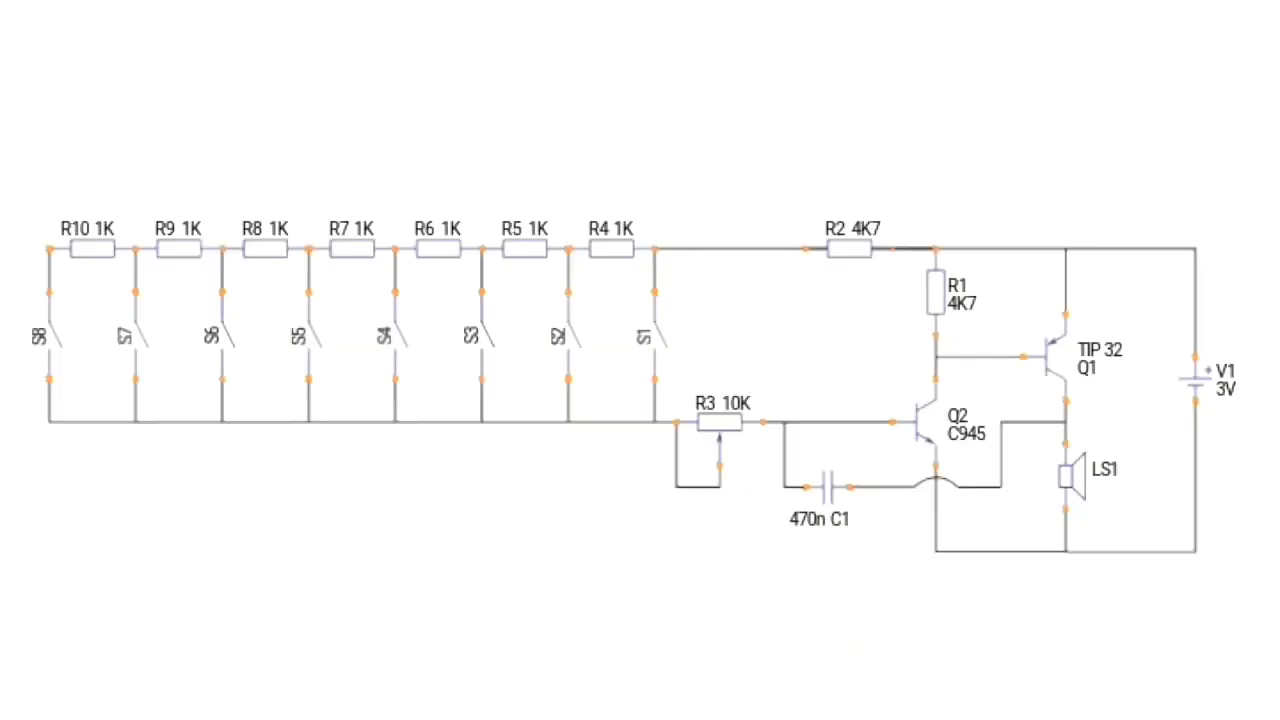 R10 1K
R9 1K
R8 1K
R7 1K
R6 1K
R5 1K
R4 1K
R2 4K7
R1
4K7
S8
S7
S6
S5
S4
S3
S2
S1
TIP 32
Q1
+ V1
3V
R3 10K
Q2
C945
LS1
470n C1